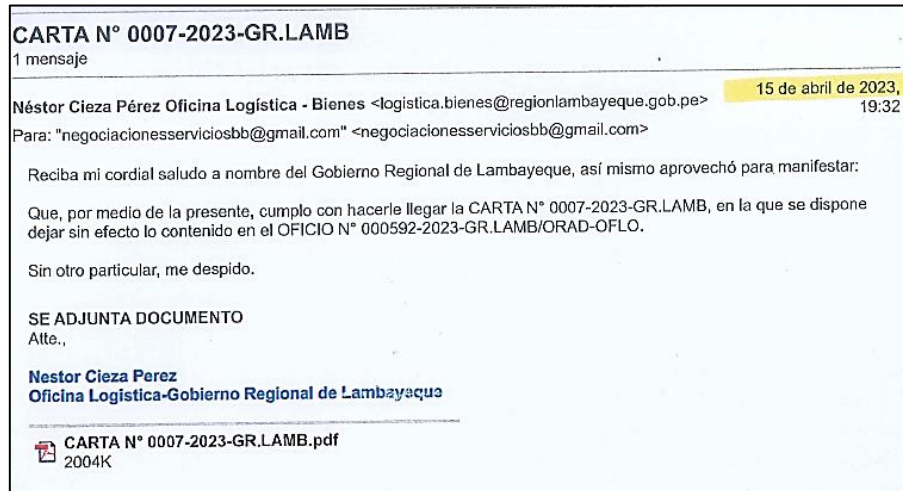 CARTA N° 0007-2023-GR.LAMB
1 mensaje
Néstor Cieza Pérez Oficina Logística - Bienes <logistica.bienes@regionlambayeque.gob.pe>
15 de abril de 2023,
19:32
Para: "negociacionesserviciosbb@gmail.com" <negociacionesserviciosbb@gmail.com>
Reciba mi cordial saludo a nombre del Gobierno Regional de Lambayeque, así mismo aprovechó para manifestar:
Que, por medio de la presente, cumplo con hacerle llegar la CARTA N° 0007-2023-GR.LAMB, en la que se dispone
dejar sin efecto lo contenido en el OFICIO N° 000592-2023-GR.LAMB/ORAD-OFLO.
Sin otro particular, me despido.
SE ADJUNTA DOCUMENTO
Atte.,
Nestor Cieza Perez
Oficina Logistica-Gobierno Regional de Lambayeque
CARTA N° 0007-2023-GR.LAMB.pdf
2004K